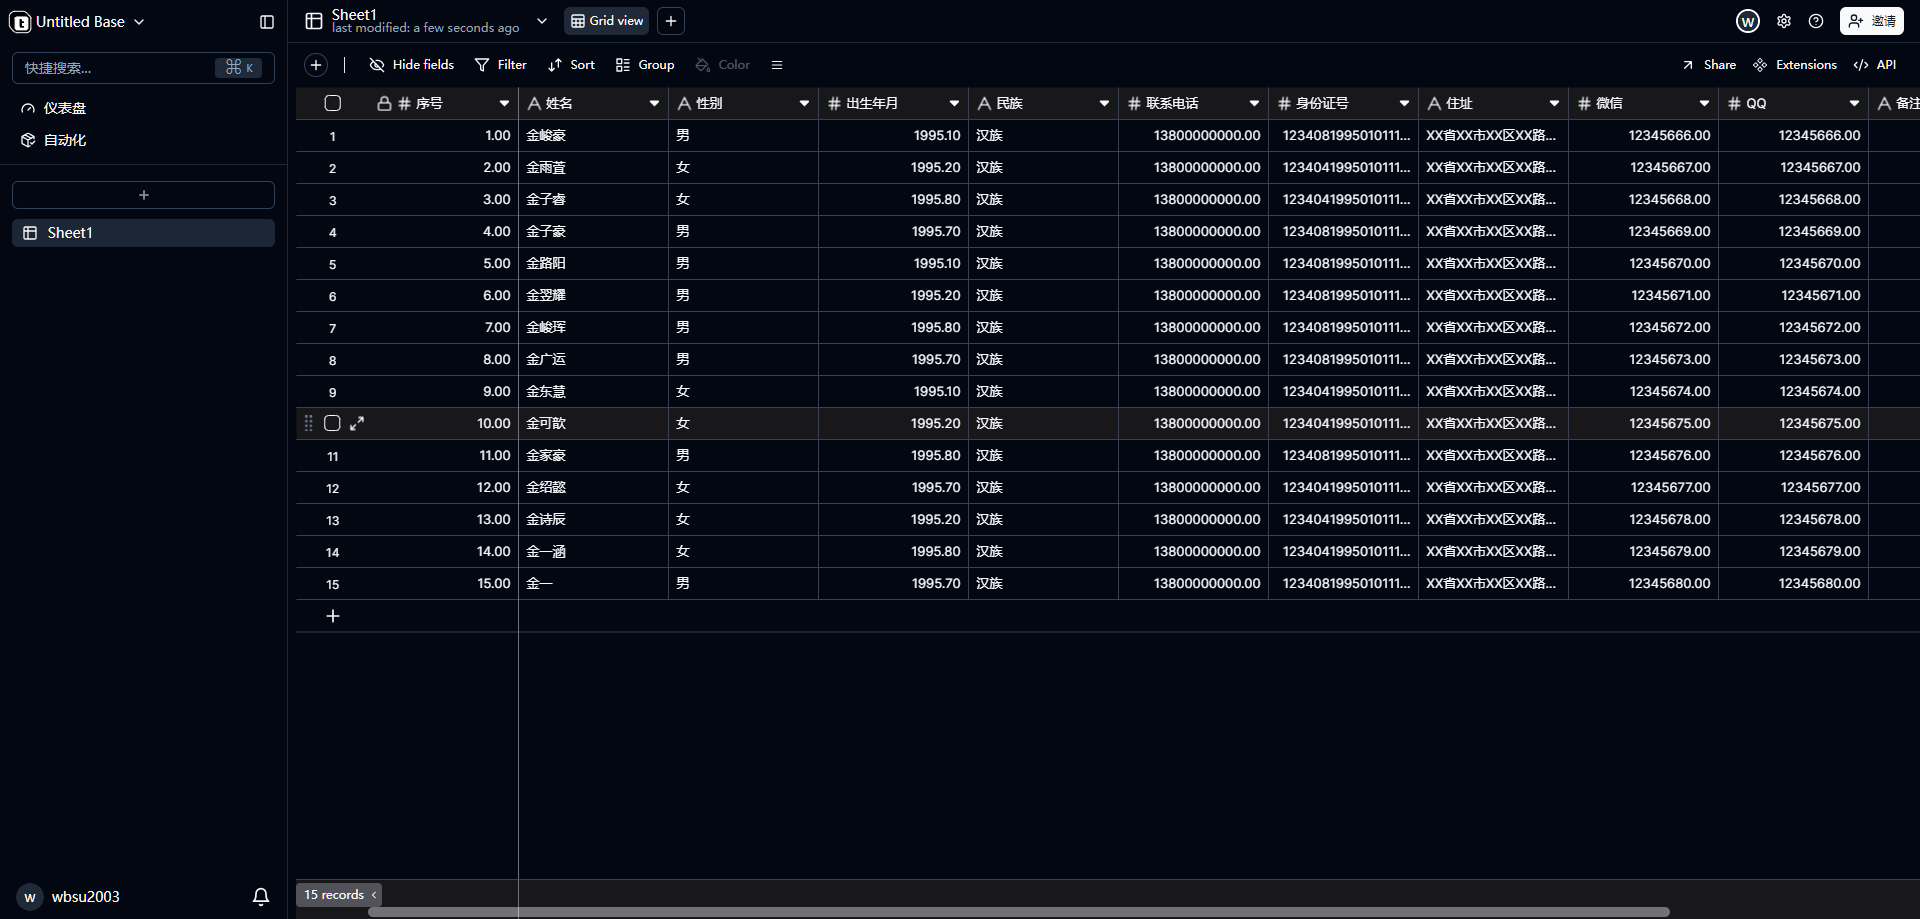 Untitled Base
快捷搜索... ⌘ K
仪表盘
自动化
+
Sheet1
wbsu2003
Sheet1
last modified: a few seconds ago
Grid view
W
邀请
Hide fields Filter Sort Group Color
Share Extensions API
序号 姓名 性别 出生年月 民族 联系电话 身份证号 住址 微信 QQ 备注
1 1.00 金峻豪 男 1995.10 汉族 13800000000.00 1234081995010111... XX省XX市XX区XX路... 12345666.00 12345666.00
2 2.00 金雨萱 女 1995.20 汉族 13800000000.00 1234041995010111... XX省XX市XX区XX路... 12345667.00 12345667.00
3 3.00 金子睿 女 1995.80 汉族 13800000000.00 1234041995010111... XX省XX市XX区XX路... 12345668.00 12345668.00
4 4.00 金子豪 男 1995.70 汉族 13800000000.00 1234081995010111... XX省XX市XX区XX路... 12345669.00 12345669.00
5 5.00 金路阳 男 1995.10 汉族 13800000000.00 1234081995010111... XX省XX市XX区XX路... 12345670.00 12345670.00
6 6.00 金翌耀 男 1995.20 汉族 13800000000.00 1234081995010111... XX省XX市XX区XX路... 12345671.00 12345671.00
7 7.00 金峻珲 男 1995.80 汉族 13800000000.00 1234081995010111... XX省XX市XX区XX路... 12345672.00 12345672.00
8 8.00 金广运 男 1995.70 汉族 13800000000.00 1234081995010111... XX省XX市XX区XX路... 12345673.00 12345673.00
9 9.00 金东慧 女 1995.10 汉族 13800000000.00 1234041995010111... XX省XX市XX区XX路... 12345674.00 12345674.00
10.00 金可歆 女 1995.20 汉族 13800000000.00 1234041995010111... XX省XX市XX区XX路... 12345675.00 12345675.00
11 11.00 金家豪 男 1995.80 汉族 13800000000.00 1234081995010111... XX省XX市XX区XX路... 12345676.00 12345676.00
12 12.00 金绍懿 女 1995.70 汉族 13800000000.00 1234041995010111... XX省XX市XX区XX路... 12345677.00 12345677.00
13 13.00 金诗辰 女 1995.20 汉族 13800000000.00 1234041995010111... XX省XX市XX区XX路... 12345678.00 12345678.00
14 14.00 金一涵 女 1995.80 汉族 13800000000.00 1234041995010111... XX省XX市XX区XX路... 12345679.00 12345679.00
15 15.00 金一 男 1995.70 汉族 13800000000.00 1234081995010111... XX省XX市XX区XX路... 12345680.00 12345680.00
15 records